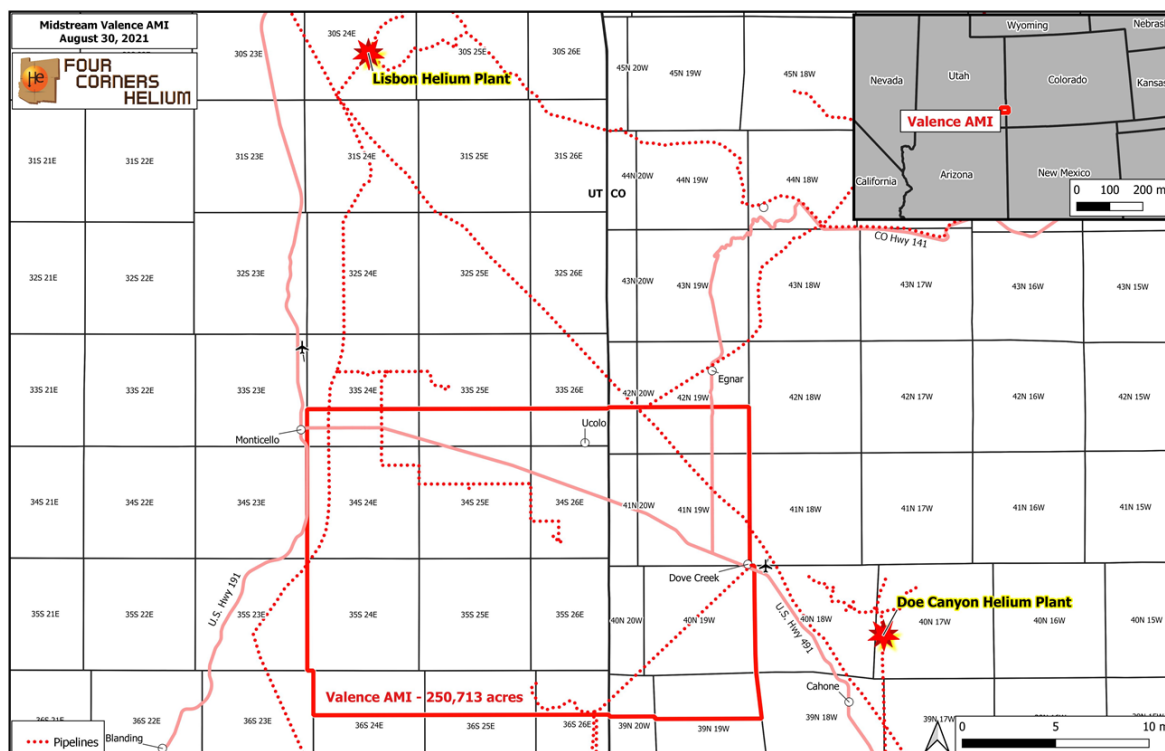 Midstream Valence AMI
August 30, 2021
He
FOUR
CORNERS
HELIUM
30S 23E
30S 24E
30S 25E
30S 26E
45N 20W
45N 19W
45N 18W
Lisbon Helium Plant
31S 21E
31S 22E
31S 23E
31S 24E
31S 25E
31S 26E
44N 20W
44N 19W
44N 18W
UT
CO
CO Hwy 141
32S 21E
32S 22E
32S 23E
32S 24E
32S 25E
32S 26E
43N 20W
43N 19W
43N 18W
43N 17W
43N 16W
43N 15W
Egnar
33S 21E
33S 22E
33S 23E
33S 24E
33S 25E
33S 26E
42N 20W
42N 19W
42N 18W
42N 17W
42N 16W
42N 15W
Monticello
Ucolo
34S 21E
34S 22E
34S 23E
34S 24E
34S 25E
34S 26E
41N 20W
41N 19W
41N 18W
41N 17W
41N 16W
41N 15W
Dove Creek
U.S. Hwy 191
U.S. Hwy 491
Doe Canyon Helium Plant
35S 21E
35S 22E
35S 23E
35S 24E
35S 25E
35S 26E
40N 20W
40N 19W
40N 18W
40N 17W
40N 16W
40N 15W
Cahone
Valence AMI - 250,713 acres
36S 22E
36S 23E
36S 24E
36S 25E
36S 26E
39N 20W
39N 19W
39N 18W
39N 17W
Pipelines
Blanding
0 5 10 m
Wyoming
Nebras
Nevada
Utah
Colorado
Kansas
Valence AMI
California
Arizona
New Mexico
0 100 200 m